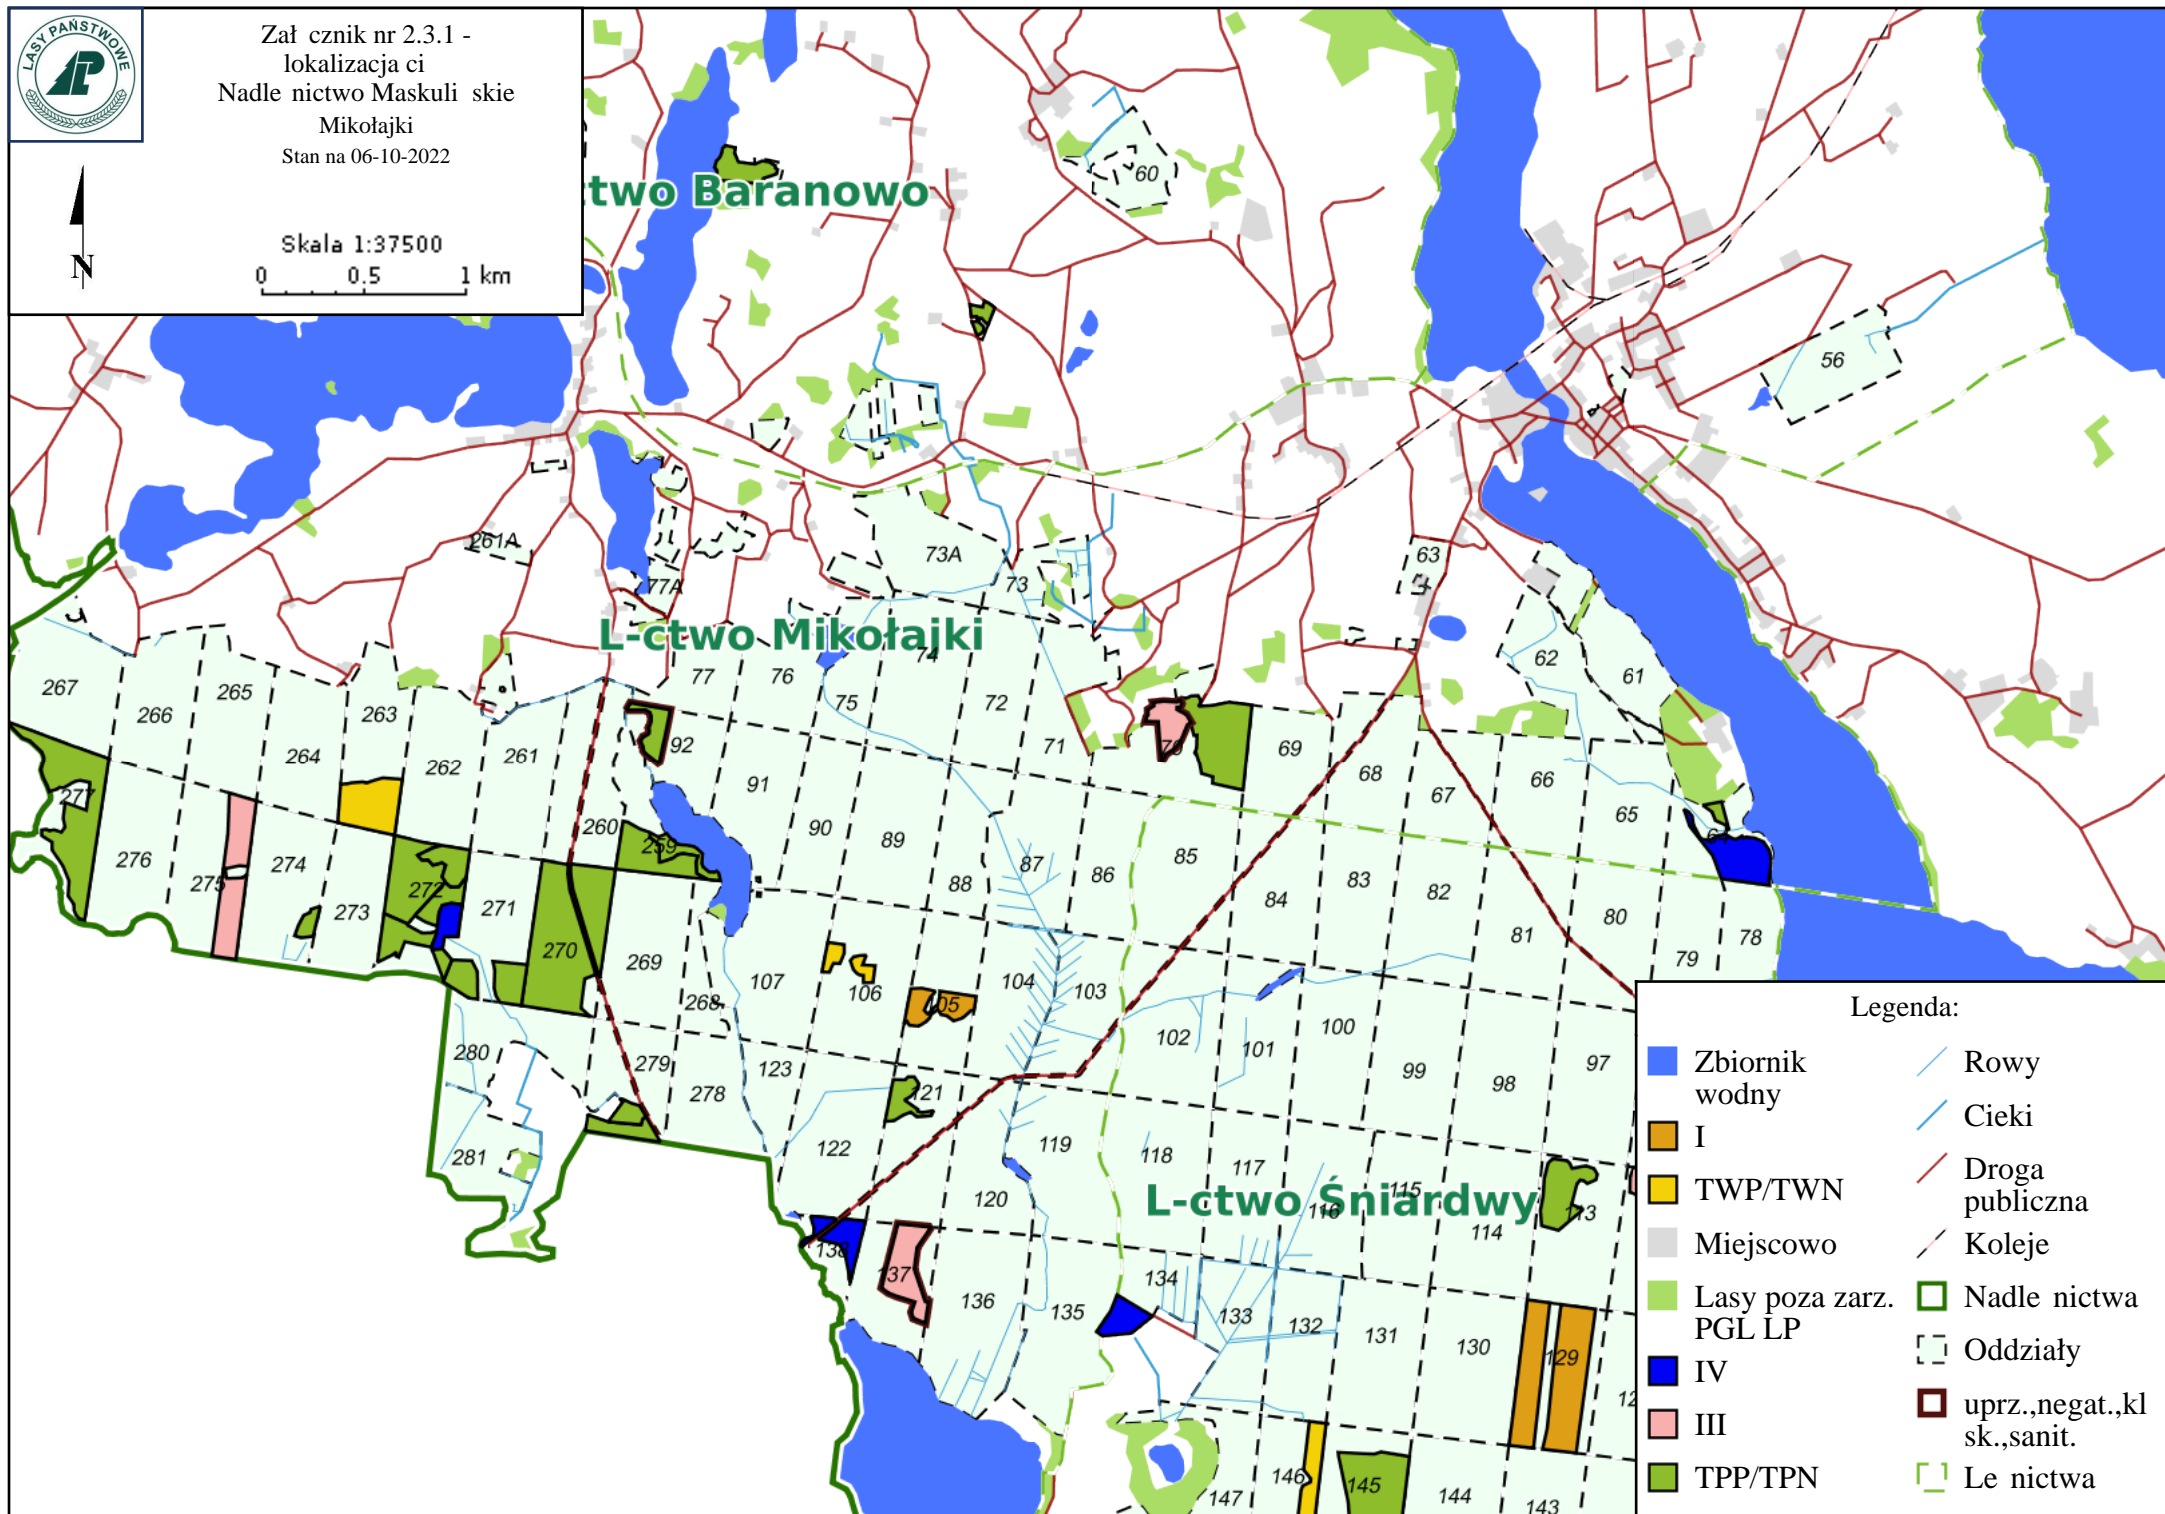 LASY PAŃSTWOWE
Zał cznik nr 2.3.1 -
lokalizacja ci
Nadle nictwo Maskuli skie
Mikołajki
Stan na 06-10-2022
N
Skala 1:37500
0 0.5 1 km
ctwo Baranowo
60
56
261A
73A
73
63
77A
L-ctwo Mikołajki
74
62
61
267
266
265
263
77
76
75
72
264
262
261
92
71
70
69
68
67
66
65
64
277
91
90
89
87
86
85
260
259
276
275
274
273
272
271
270
88
84
83
82
81
80
79
78
269
268
107
106
105
104
103
102
101
100
99
98
97
280
279
278
123
121
281
122
120
119
118
117
116
115
114
113
L-ctwo Śniardwy
138
137
136
135
134
133
132
131
130
129
12
147
146
145
144
143
Legenda:
Zbiornik
wodny
I
TWP/TWN
Miejscowo
Lasy poza zarz.
PGL LP
IV
III
TPP/TPN
Rowy
Cieki
Droga
publiczna
Koleje
Nadle nictwa
Oddziały
uprz.,negat.,kl
sk.,sanit.
Le nictwa